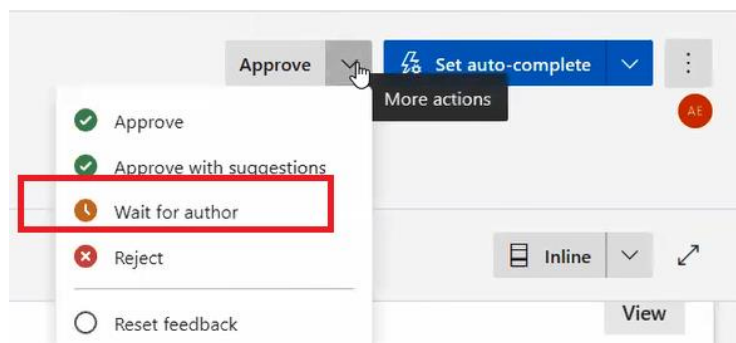 Approve
Set auto-complete
More actions
AE
Approve
Approve with suggestions
Wait for author
Reject
Inline
View
Reset feedback